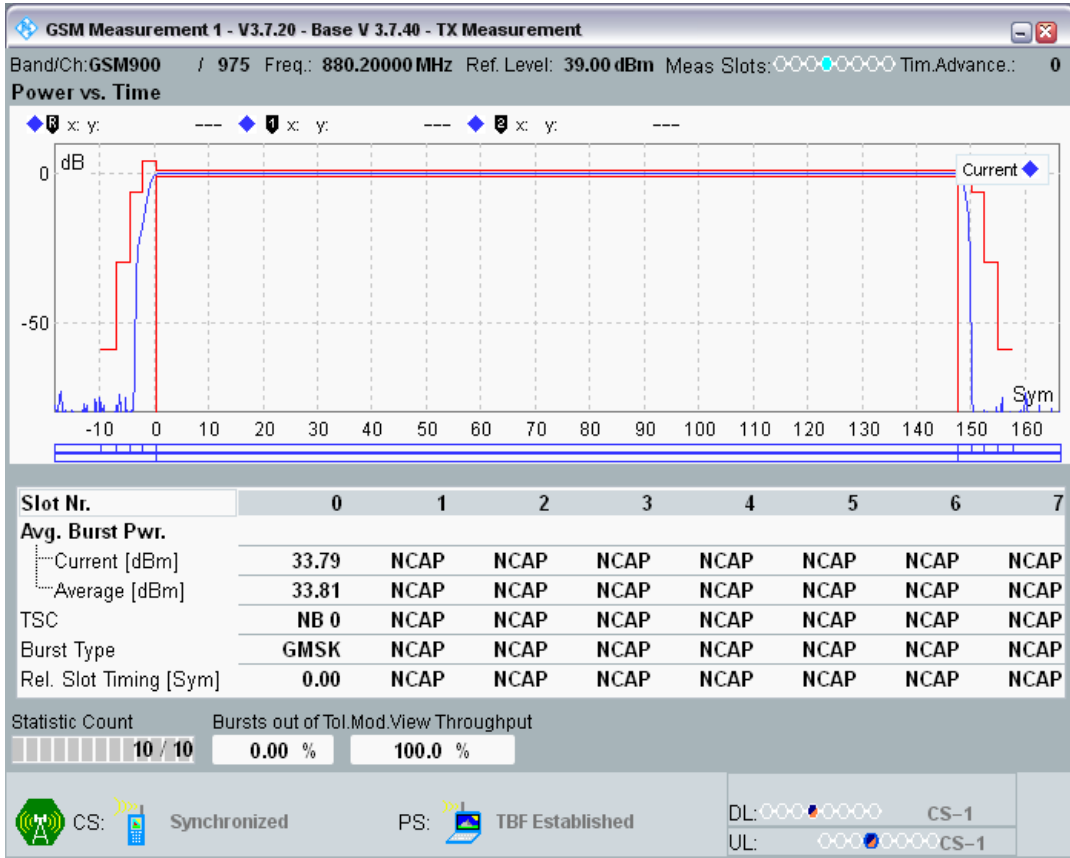 GSM Measurement 1 - V3.7.20 - Base V 3.7.40 - TX Measurement
Band/Ch:GSM900 / 975 Freq.: 880.20000 MHz Ref. Level: 39.00 dBm Meas Slots: Tim.Advance.: 0
Power vs. Time
R x: y: --- 1 x: y: --- 2 x: y: ---
dB
Current
0
-50
Sym
-10 0 10 20 30 40 50 60 70 80 90 100 110 120 130 140 150 160
Slot Nr. 0 1 2 3 4 5 6 7
Avg. Burst Pwr.
Current [dBm] 33.79 NCAP NCAP NCAP NCAP NCAP NCAP NCAP
Average [dBm] 33.81 NCAP NCAP NCAP NCAP NCAP NCAP NCAP
TSC NB 0 NCAP NCAP NCAP NCAP NCAP NCAP NCAP
Burst Type GMSK NCAP NCAP NCAP NCAP NCAP NCAP NCAP
Rel. Slot Timing [Sym] 0.00 NCAP NCAP NCAP NCAP NCAP NCAP NCAP
Statistic Count Bursts out of Tol.Mod.View Throughput
10 / 10 0.00 % 100.0 %
CS: Synchronized PS: TBF Established
DL: CS-1
UL: CS-1